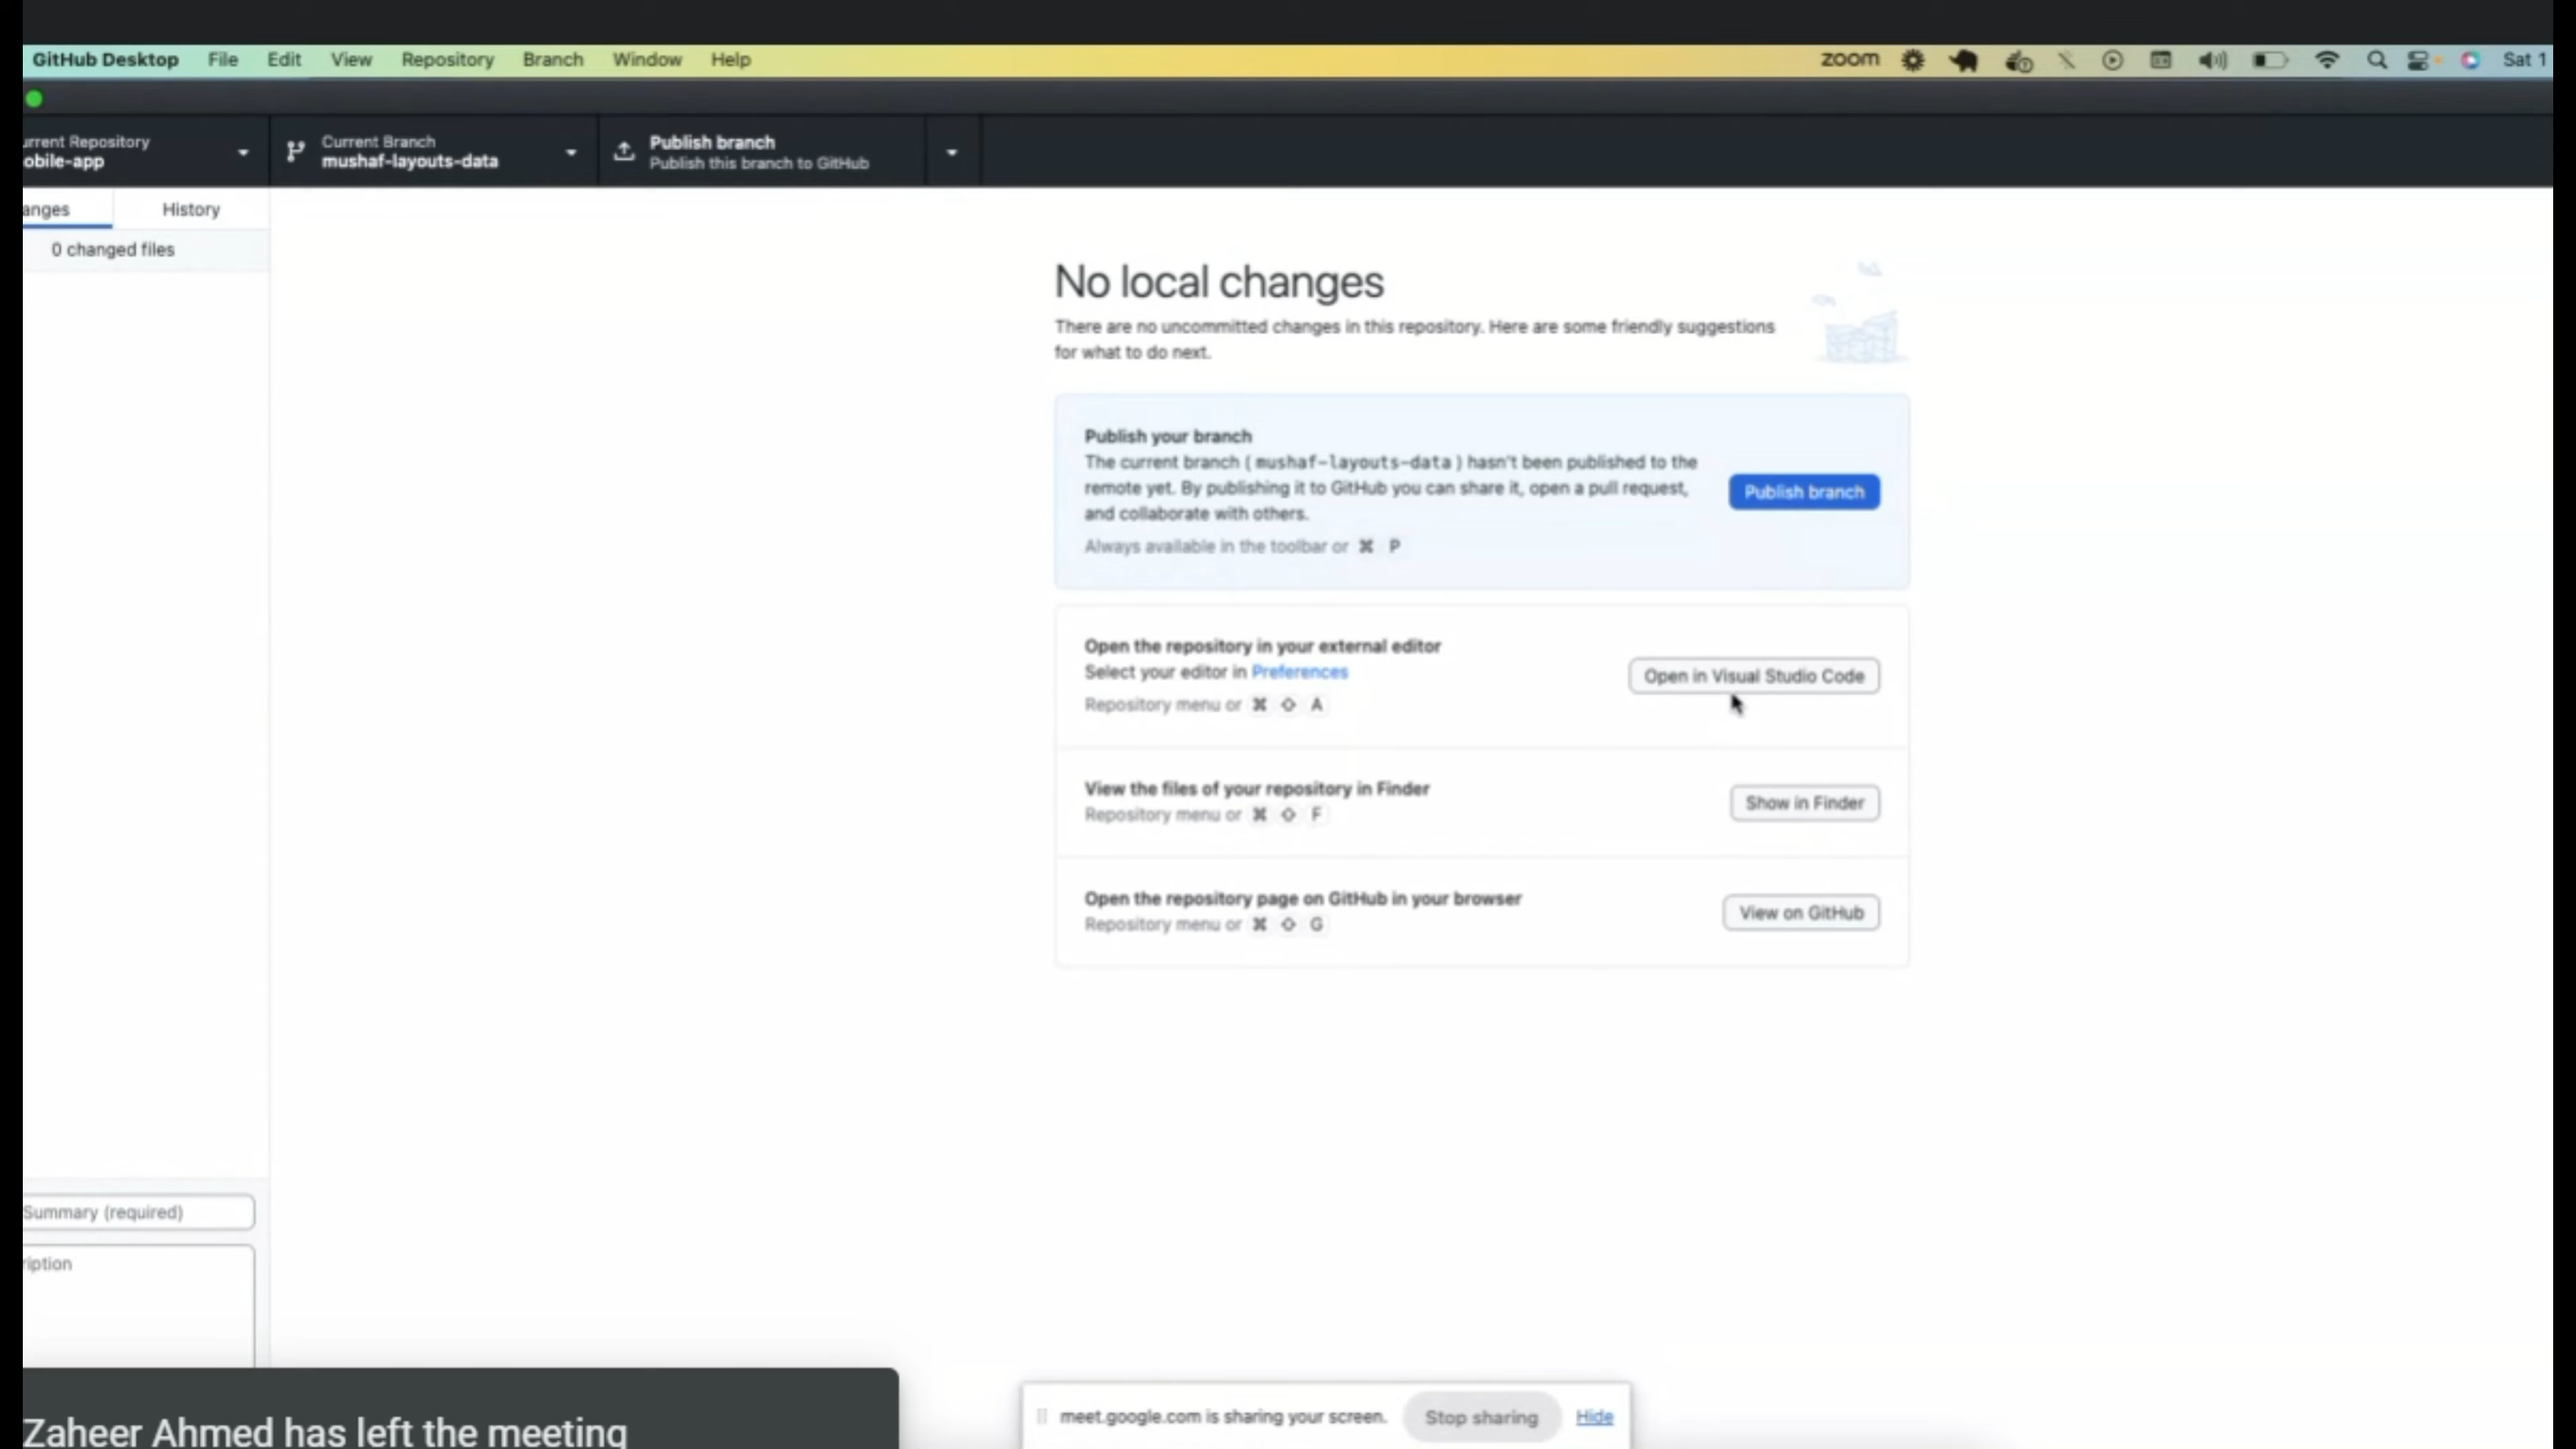 GitHub Desktop File Edit View Repository Branch Window Help zoom Sat 1
urrent Repository
obile-app
Current Branch
mushaf-layouts-data
Publish branch
Publish this branch to GitHub
anges History
0 changed files
No local changes
There are no uncommitted changes in this repository. Here are some friendly suggestions
for what to do next.
Publish your branch
The current branch ( mushaf-layouts-data ) hasn't been published to the
remote yet. By publishing it to GitHub you can share it, open a pull request,
and collaborate with others.
Always available in the toolbar or ⌘ P
Publish branch
Open the repository in your external editor
Select your editor in Preferences
Repository menu or ⌘ ⇧ A
Open in Visual Studio Code
View the files of your repository in Finder
Repository menu or ⌘ ⇧ F
Show in Finder
Open the repository page on GitHub in your browser
Repository menu or ⌘ ⇧ G
View on GitHub
Summary (required)
ription
Zaheer Ahmed has left the meeting
meet.google.com is sharing your screen. Stop sharing Hide